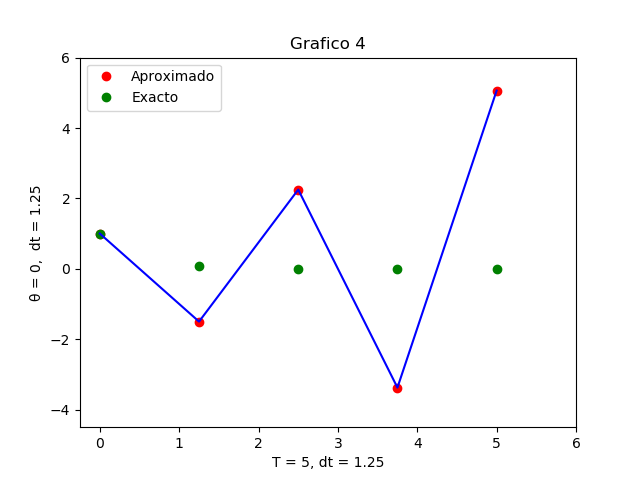 Grafico 4
Aproximado
Exacto
6
4
2
0
−2
−4
θ = 0,  dt = 1.25
0 1 2 3 4 5 6
T = 5, dt = 1.25